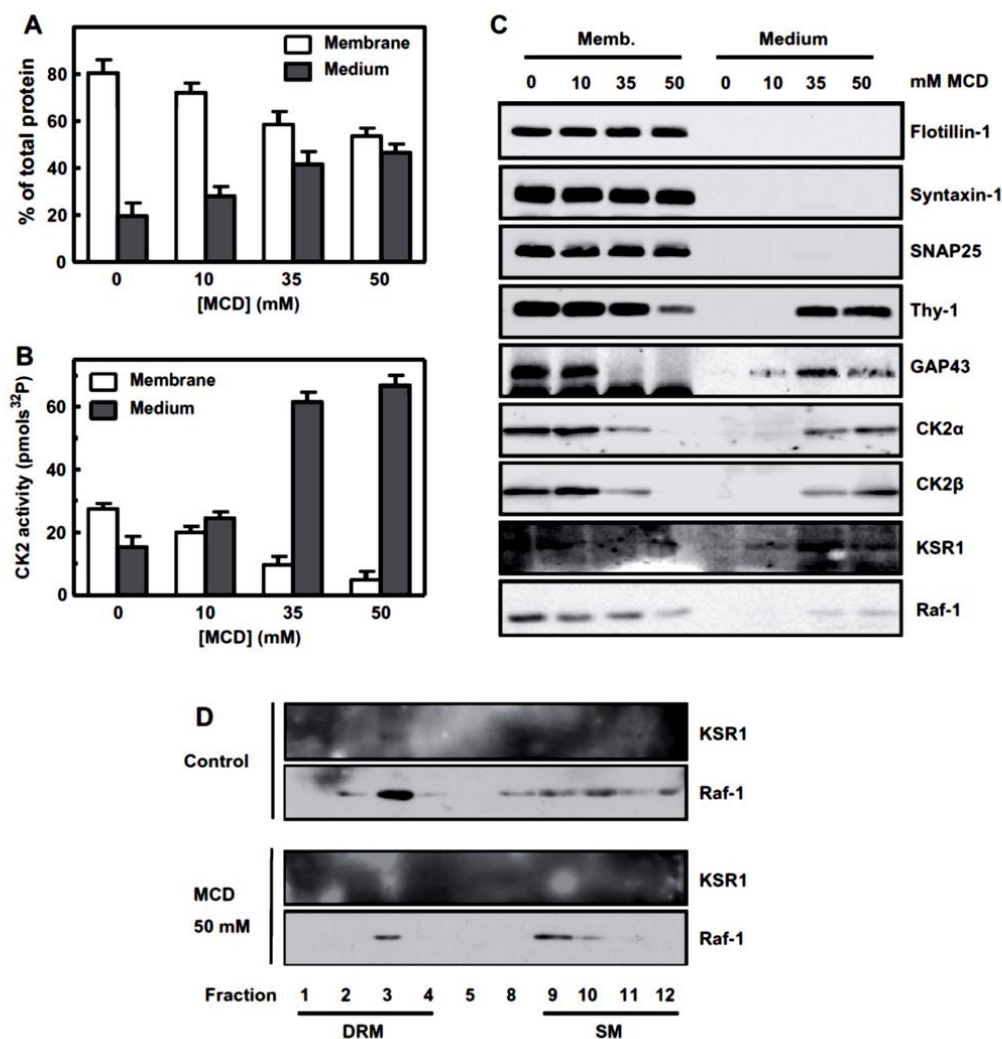 A
Membrane
Medium
% of total protein
80
60
40
20
0
0 10 35 50
[MCD] (mM)
B
Membrane
Medium
CK2 activity (pmols³²P)
60
40
20
0
0 10 35 50
[MCD] (mM)
C
Memb. Medium
0 10 35 50 0 10 35 50 mM MCD
Flotillin-1
Syntaxin-1
SNAP25
Thy-1
GAP43
CK2α
CK2β
KSR1
Raf-1
D
Control
KSR1
Raf-1
MCD
50 mM
KSR1
Raf-1
Fraction 1 2 3 4 5 8 9 10 11 12
DRM SM